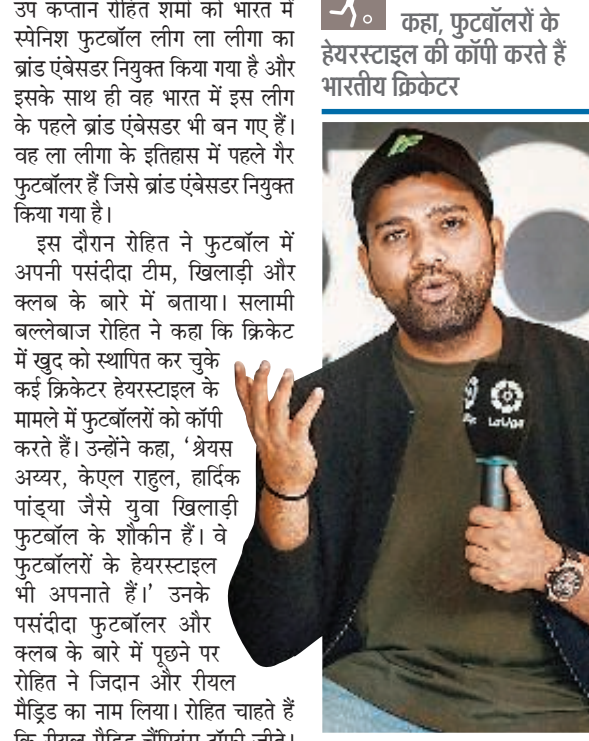 उप कप्तान रोहित शर्मा को भारत में
स्पेनिश फुटबॉल लीग ला लीगा का
ब्रांड एंबेसडर नियुक्त किया गया है और
इसके साथ ही वह भारत में इस लीग
के पहले ब्रांड एंबेसडर भी बन गए हैं।
वह ला लीगा के इतिहास में पहले गैर
फुटबॉलर हैं जिसे ब्रांड एंबेसडर नियुक्त
किया गया है।
इस दौरान रोहित ने फुटबॉल में
अपनी पसंदीदा टीम, खिलाड़ी और
क्लब के बारे में बताया। सलामी
बल्लेबाज रोहित ने कहा कि क्रिकेट
में खुद को स्थापित कर चुके
कई क्रिकेटर हेयरस्टाइल के
मामले में फुटबॉलरों को कॉपी
करते हैं। उन्होंने कहा, ‘श्रेयस
अय्यर, केएल राहुल, हार्दिक
पांड्या जैसे युवा खिलाड़ी
फुटबॉल के शौकीन हैं। वे
फुटबॉलरों के हेयरस्टाइल
भी अपनाते हैं।’ उनके
पसंदीदा फुटबॉलर और
क्लब के बारे में पूछने पर
रोहित ने जिदान और रीयल
मैड्रिड का नाम लिया। रोहित चाहते हैं
कि रीयल मैड्रिड चैंपियंस ट्रॉफी जीते।
कहा, फुटबॉलरों के
हेयरस्टाइल की कॉपी करते हैं
भारतीय क्रिकेटर
LaLiga